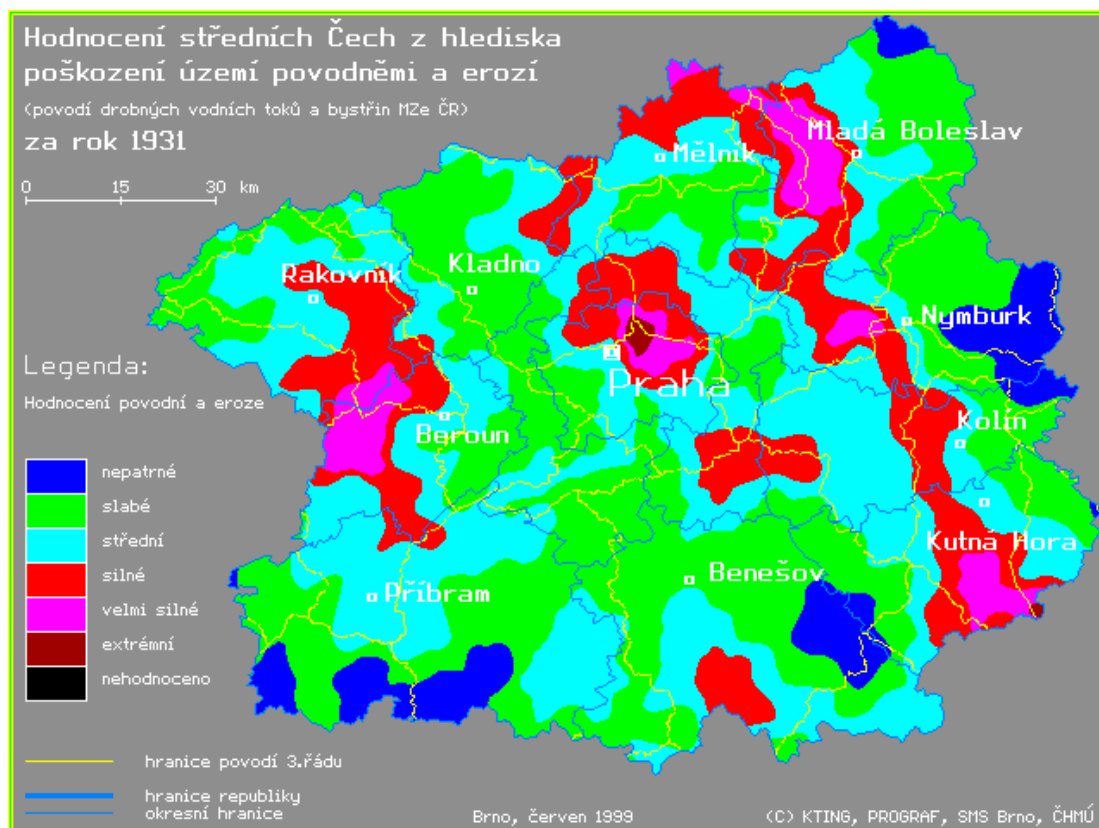 Hodnocení středních Čech z hlediska
poškození území povodněmi a erozí
(povodí drobných vodních toků a bystřin MZe ČR)
za rok 1931
0 15 30 km
Mladá Boleslav
Mělník
Kladno
Rakovník
Nymburk
Praha
Beroun
Kolín
Kutná Hora
Benešov
Příbram
Legenda:
Hodnocení povodní a eroze
nepatrné
slabé
střední
silné
velmi silné
extrémní
nehodnoceno
hranice povodí 3.řádu
hranice republiky
okresní hranice
Brno, červen 1999
(C) KTING, PROGRAF, SMS Brno, ČHMÚ